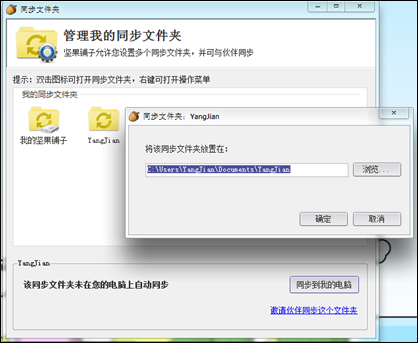 同步文件夹
管理我的同步文件夹
坚果铺子允许您设置多个同步文件夹，并可与伙伴同步
提示：双击图标可打开同步文件夹，右键可打开操作菜单
我的同步文件夹
我的坚果铺子
YangJian
同步文件夹：YangJian
将该同步文件夹放置在：
C:\Users\YangJian\Documents\YangJian
浏览...
确定
取消
YangJian
该同步文件夹未在您的电脑上自动同步
同步到我的电脑
邀请伙伴同步这个文件夹